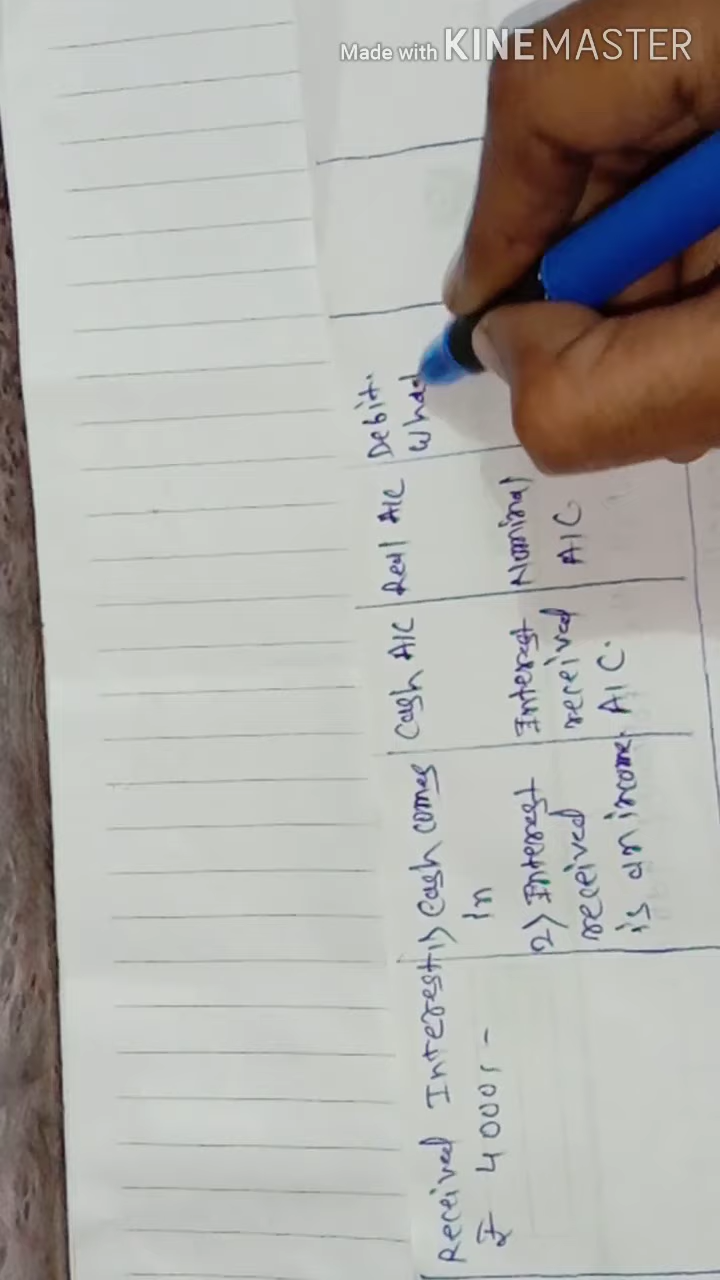 Made with KINEMASTER
Received Interest
₹ 4000/-
1) Cash comes
in
2) Interest
received
is an income.
Cash A/C
Interest
received
A/C.
Real A/C
Nominal
A/C
Debit.
What